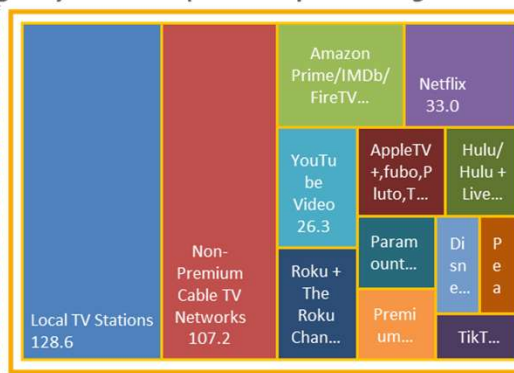 Local TV Stations
128.6
Non-
Premium
Cable TV
Networks
107.2
Amazon
Prime/IMDb/
FireTV...
Netflix
33.0
YouTu
be
Video
26.3
AppleTV
+,fubo,P
luto,T...
Hulu/
Hulu +
Live...
Roku +
The
Roku
Chan...
Param
ount...
Di
sn
e...
P
e
a
Premi
um...
TikT...